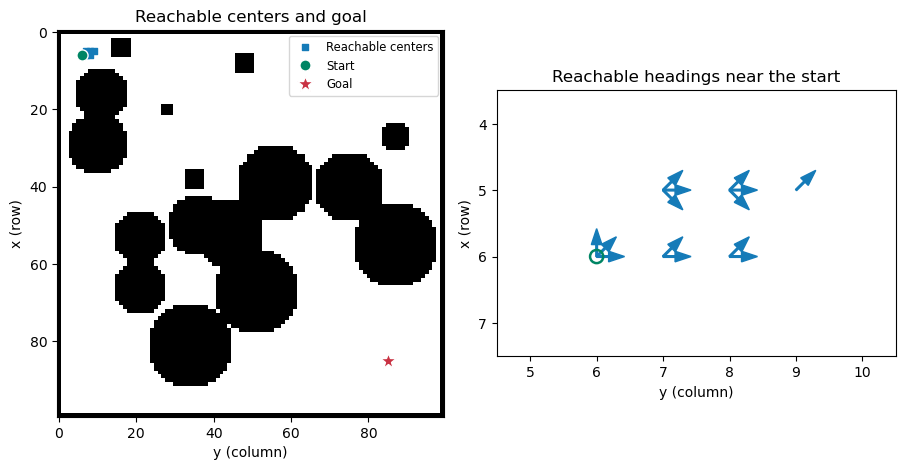 Reachable centers and goal
0
20
40
60
80
x (row)
0
20
40
60
80
y (column)
Reachable centers
Start
Goal
Reachable headings near the start
4
5
6
7
x (row)
5
6
7
8
9
10
y (column)